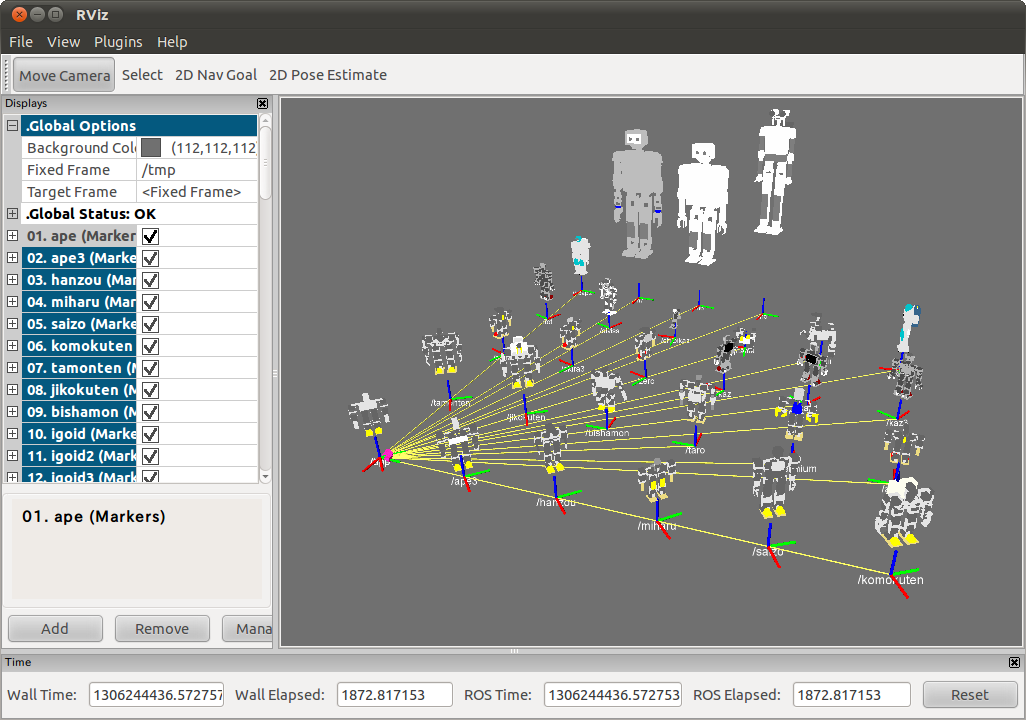 RViz
File View Plugins Help
Move Camera Select 2D Nav Goal 2D Pose Estimate
Displays
.Global Options
Background Colo (112,112,112)
Fixed Frame /tmp
Target Frame <Fixed Frame>
.Global Status: OK
01. ape (Marker
02. ape3 (Marke
03. hanzou (Mar
04. miharu (Mar
05. saizo (Marke
06. komokuten
07. tamonten (M
08. jikokuten (M
09. bishamon (M
10. igoid (Marke
11. igoid2 (Mark
12. igoid3 (Mark
01. ape (Markers)
Add Remove Mana
/tamonten
/jikokuten
/bishamon
/taro
/kaz3
/ape3
/hanzou
/miharu
/saizo
/komokuten
Time
Wall Time: 1306244436.572757 Wall Elapsed: 1872.817153 ROS Time: 1306244436.572753 ROS Elapsed: 1872.817153 Reset